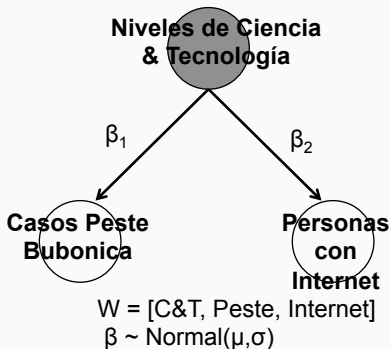 Niveles de Ciencia
& Tecnología
β₁
β₂
Casos Peste
Bubonica
Personas
con
Internet
W = [C&T, Peste, Internet]
β ~ Normal(μ,σ)